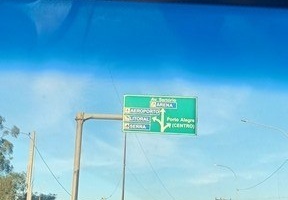 Av. Sertório
ARENA
AEROPORTO
LITORAL
SERRA
Porto Alegre
(CENTRO)